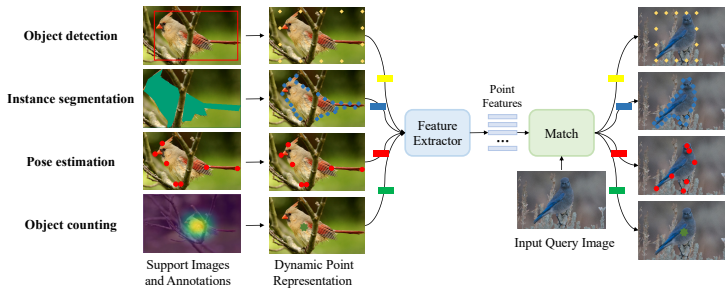 Object detection
Instance segmentation
Pose estimation
Object counting
Support Images
and Annotations
Dynamic Point
Representation
Feature
Extractor
Point
Features
...
Match
Input Query Image